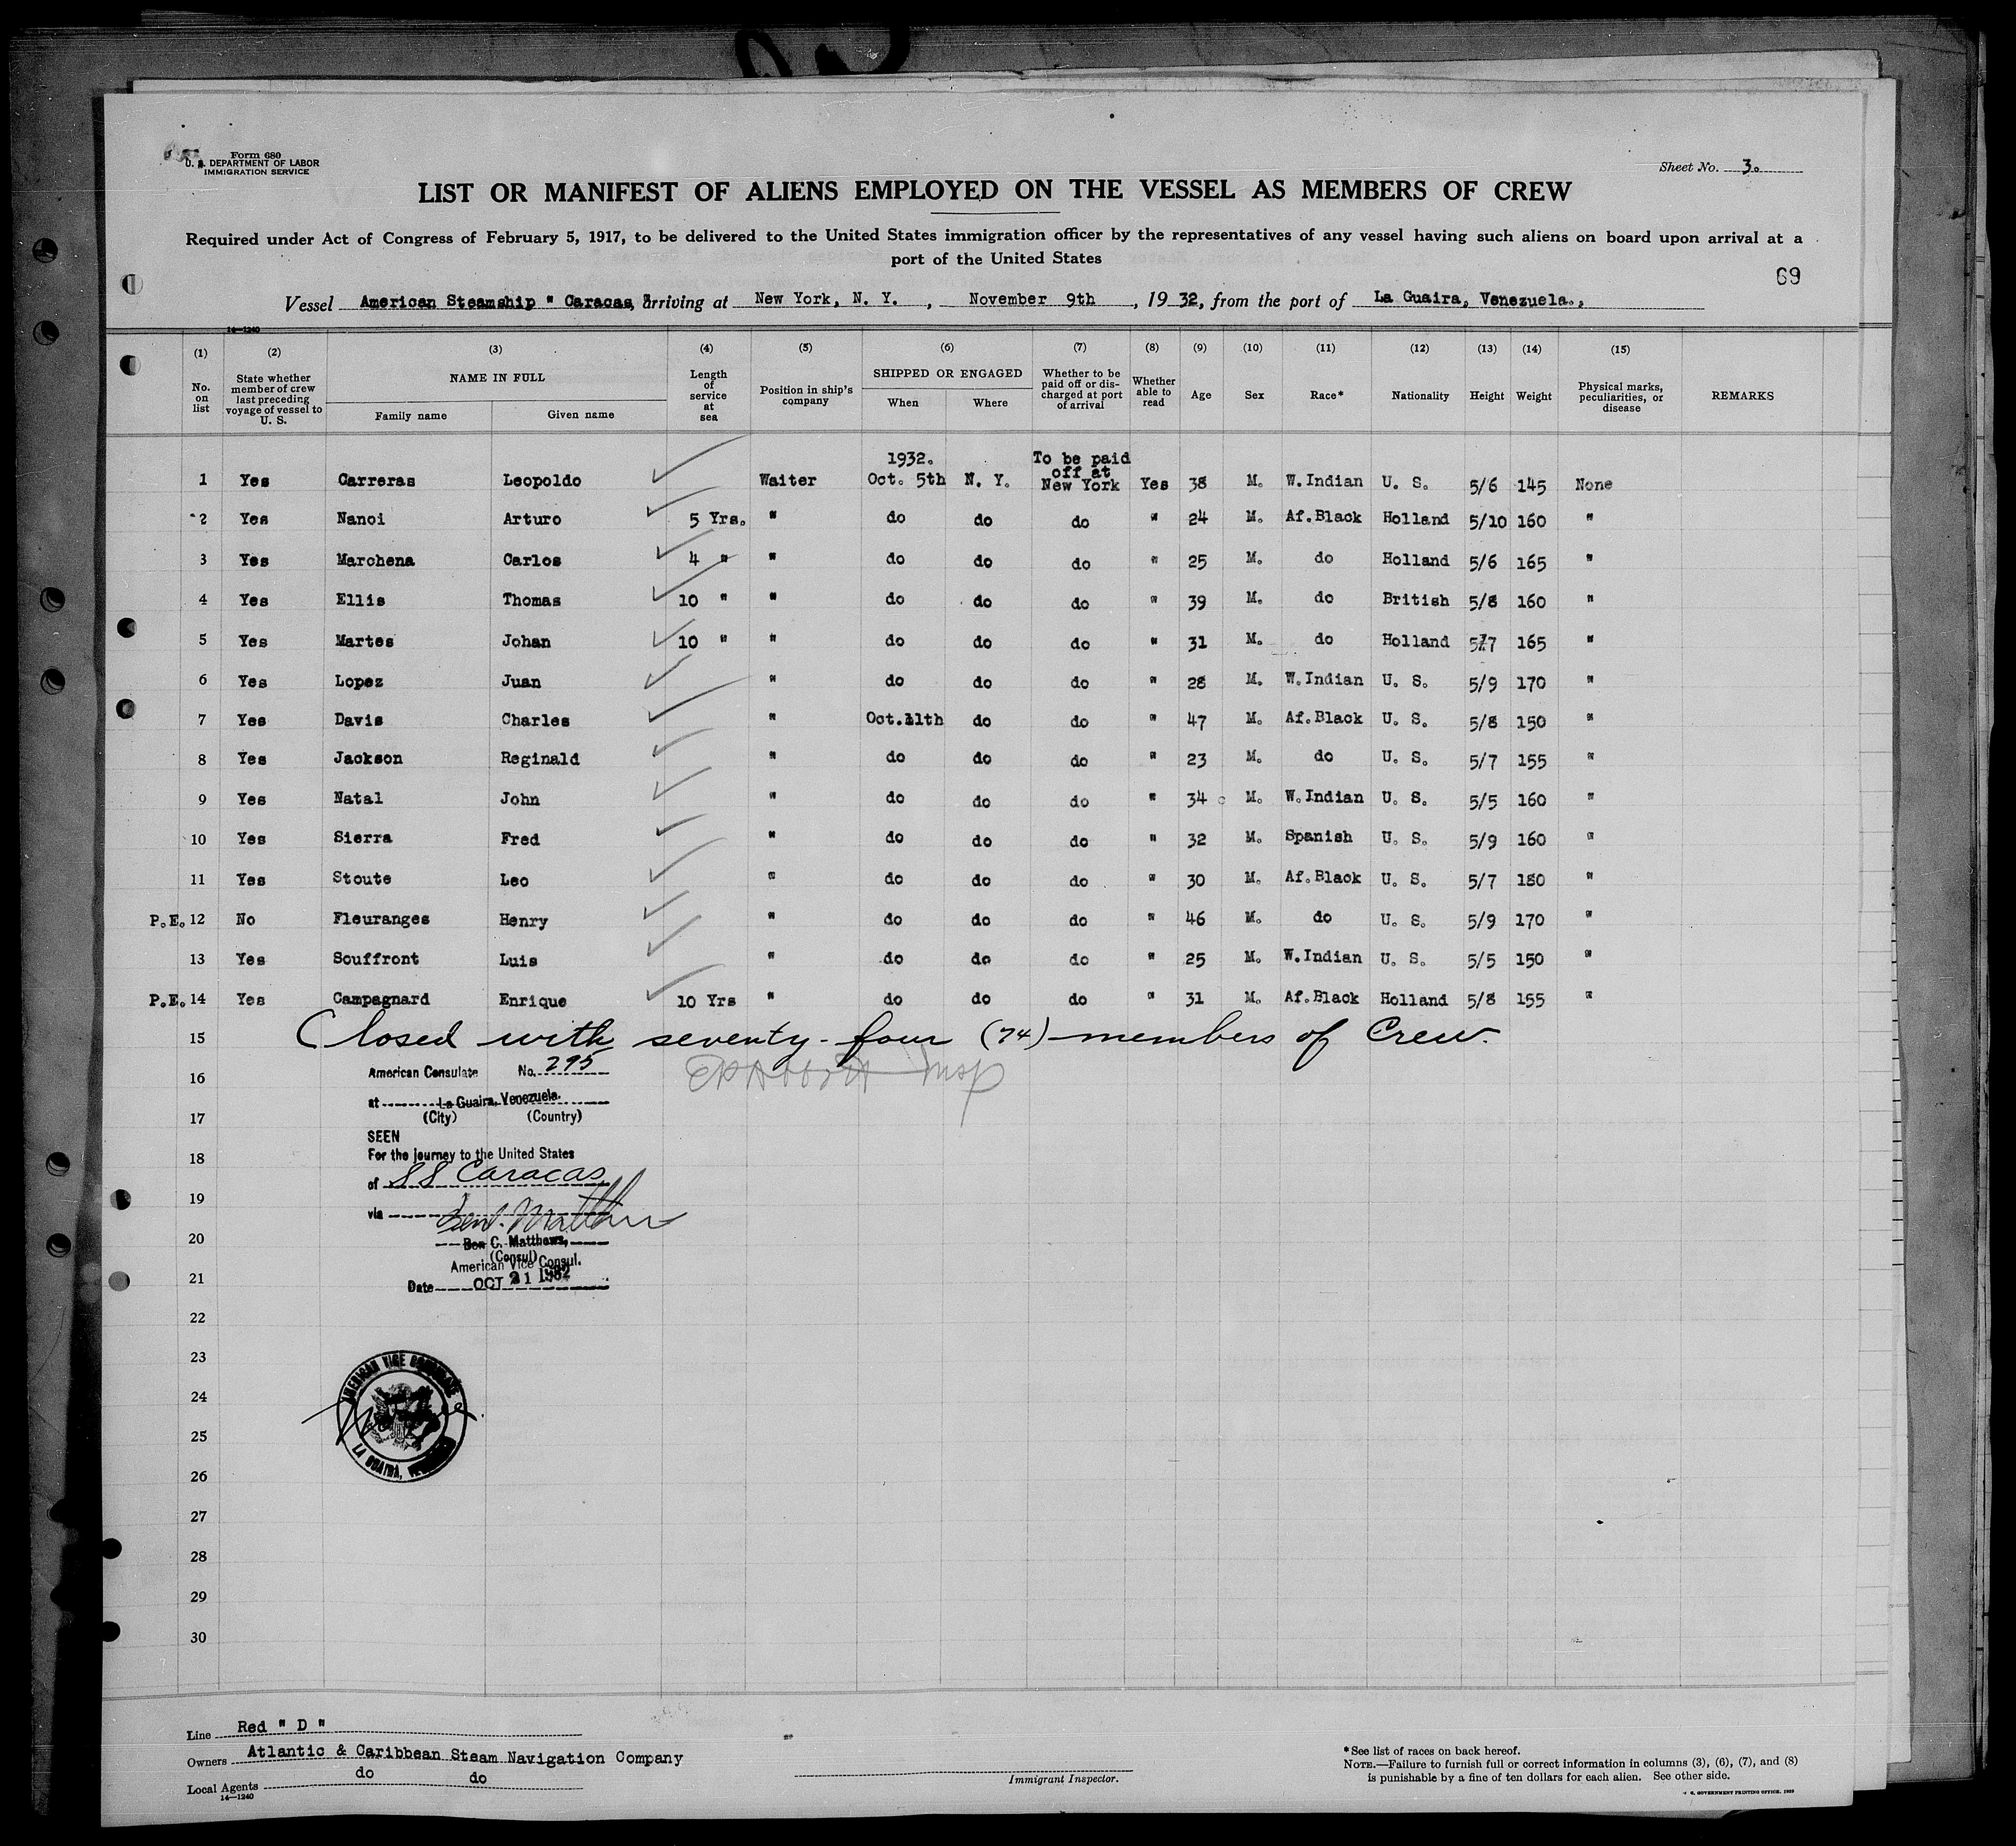 Form 680
U. S. DEPARTMENT OF LABOR
IMMIGRATION SERVICE
Sheet No. 3.
LIST OR MANIFEST OF ALIENS EMPLOYED ON THE VESSEL AS MEMBERS OF CREW
Required under Act of Congress of February 5, 1917, to be delivered to the United States immigration officer by the representatives of any vessel having such aliens on board upon arrival at a
port of the United States
69
Vessel American Steamship " Caracas, " arriving at New York, N. Y. , November 9th , 1932, from the port of La Guaira, Venezuela.,
14—1240
(1) (2) (3) (4) (5) (6) (7) (8) (9) (10) (11) (12) (13) (14) (15)
No. on list | State whether member of crew last preceding voyage of vessel to U. S. | NAME IN FULL Family name Given name | Length of service at sea | Position in ship's company | SHIPPED OR ENGAGED When Where | Whether to be paid off or discharged at port of arrival | Whether able to read | Age | Sex | Race* | Nationality | Height | Weight | Physical marks, peculiarities, or disease | REMARKS
1 Yes Carreras Leopoldo Waiter 1932. Oct. 5th N. Y. To be paid off at New York Yes 38 M. W.Indian U. S. 5/6 145 None
2 Yes Nanoi Arturo 5 Yrs. " do do do " 24 M. Af.Black Holland 5/10 160 "
3 Yes Marchena Carlos 4 " " do do do " 25 M. do Holland 5/6 165 "
4 Yes Ellis Thomas 10 " " do do do " 39 M. do British 5/8 160 "
5 Yes Martes Johan 10 " " do do do " 31 M. do Holland 5/7 165 "
6 Yes Lopez Juan " do do do " 28 M. W.Indian U. S. 5/9 170 "
7 Yes Davis Charles " Oct.11th do do " 47 M. Af.Black U. S. 5/8 150 "
8 Yes Jackson Reginald " do do do " 23 M. do U. S. 5/7 155 "
9 Yes Natal John " do do do " 34 M. W.Indian U. S. 5/5 160 "
10 Yes Sierra Fred " do do do " 32 M. Spanish U. S. 5/9 160 "
11 Yes Stoute Leo " do do do " 30 M. Af.Black U. S. 5/7 180 "
P.E. 12 No Fleuranges Henry " do do do " 46 M. do U. S. 5/9 170 "
13 Yes Souffront Luis " do do do " 25 M. W.Indian U. S. 5/5 150 "
P.E. 14 Yes Campagnard Enrique 10 Yrs " do do do " 31 M. Af.Black Holland 5/8 155 "
15 Closed with seventy-four (74) members of Crew.
American Consulate No. 295
16
at La Guaira, Venezuela.
17 (City) (Country)
SEEN
18 For the journey to the United States
of SS Caracas
19
via
20 Ben C. Matthews,
(Consul)
American Vice Consul.
21 Date OCT 21 1932
22
23
AMERICAN VICE CONSULATE
24
25
LA GUAIRA,
26
27
28
29
30
Line Red " D "
Owners Atlantic & Caribbean Steam Navigation Company
Local Agents do do
14—1240
Immigrant Inspector.
*See list of races on back hereof.
NOTE.—Failure to furnish full or correct information in columns (3), (6), (7), and (8)
is punishable by a fine of ten dollars for each alien. See other side.
U. S. GOVERNMENT PRINTING OFFICE. 1929